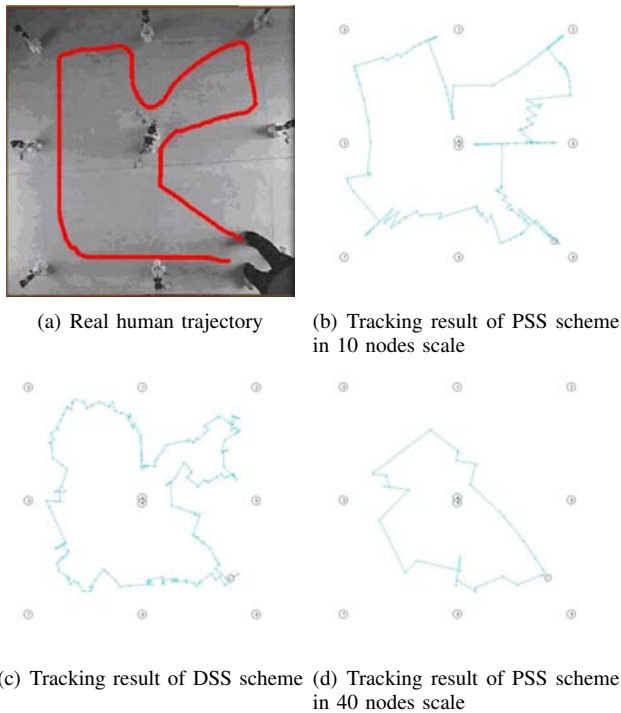 (a) Real human trajectory
(b) Tracking result of PSS scheme
in 10 nodes scale
(c) Tracking result of DSS scheme
(d) Tracking result of PSS scheme
in 40 nodes scale